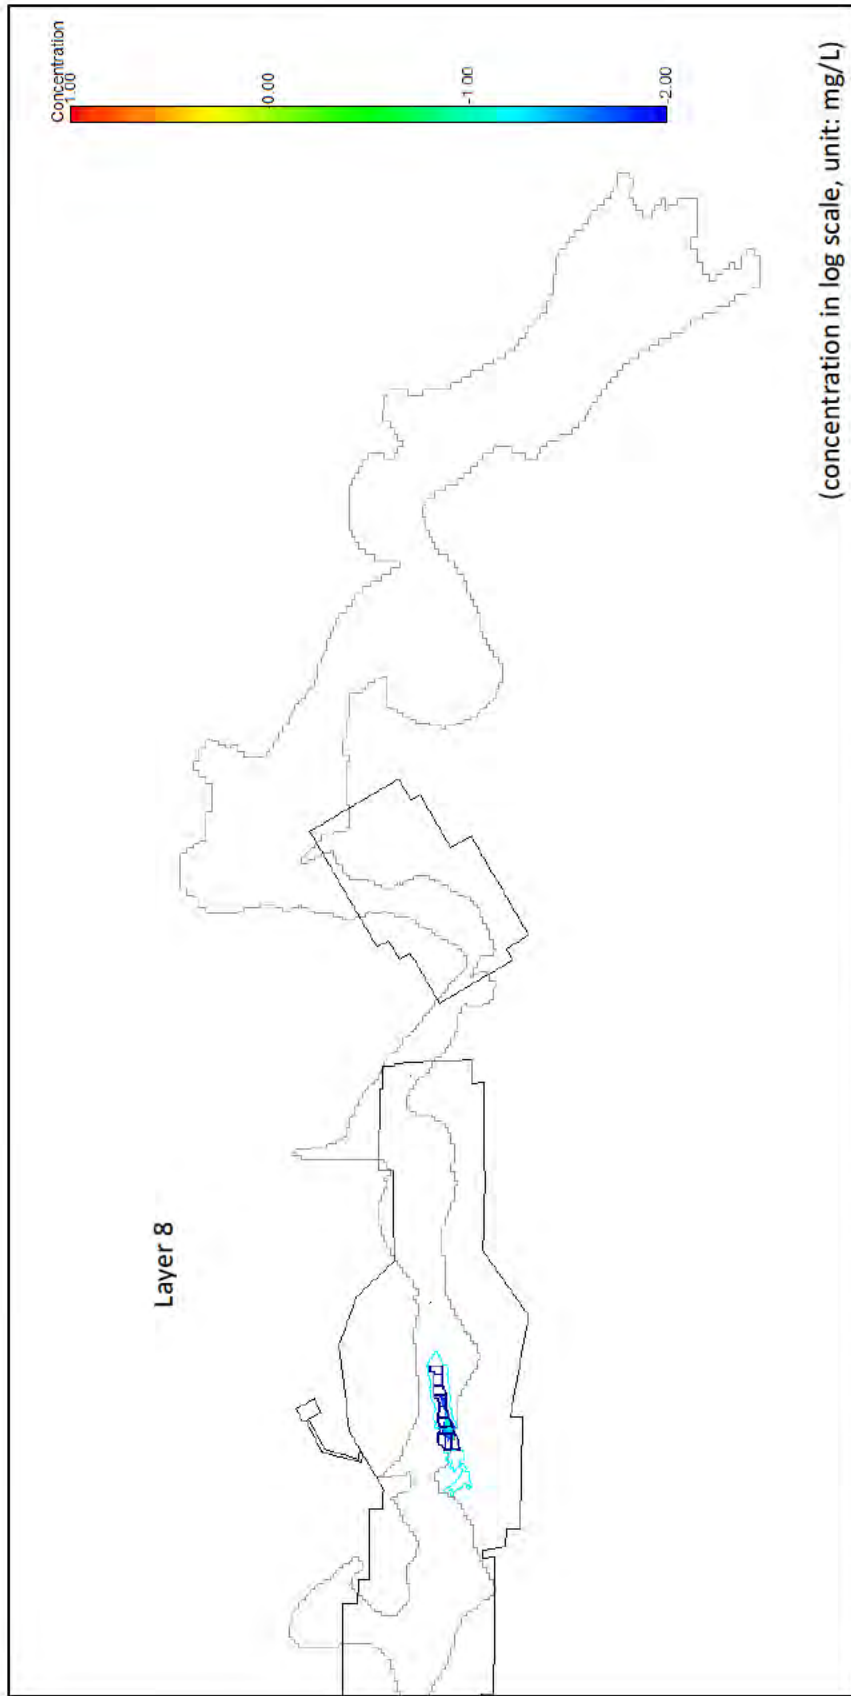 Concentration
1.00
0.00
-1.00
-2.00
Layer 8
(concentration in log scale, unit: mg/L)